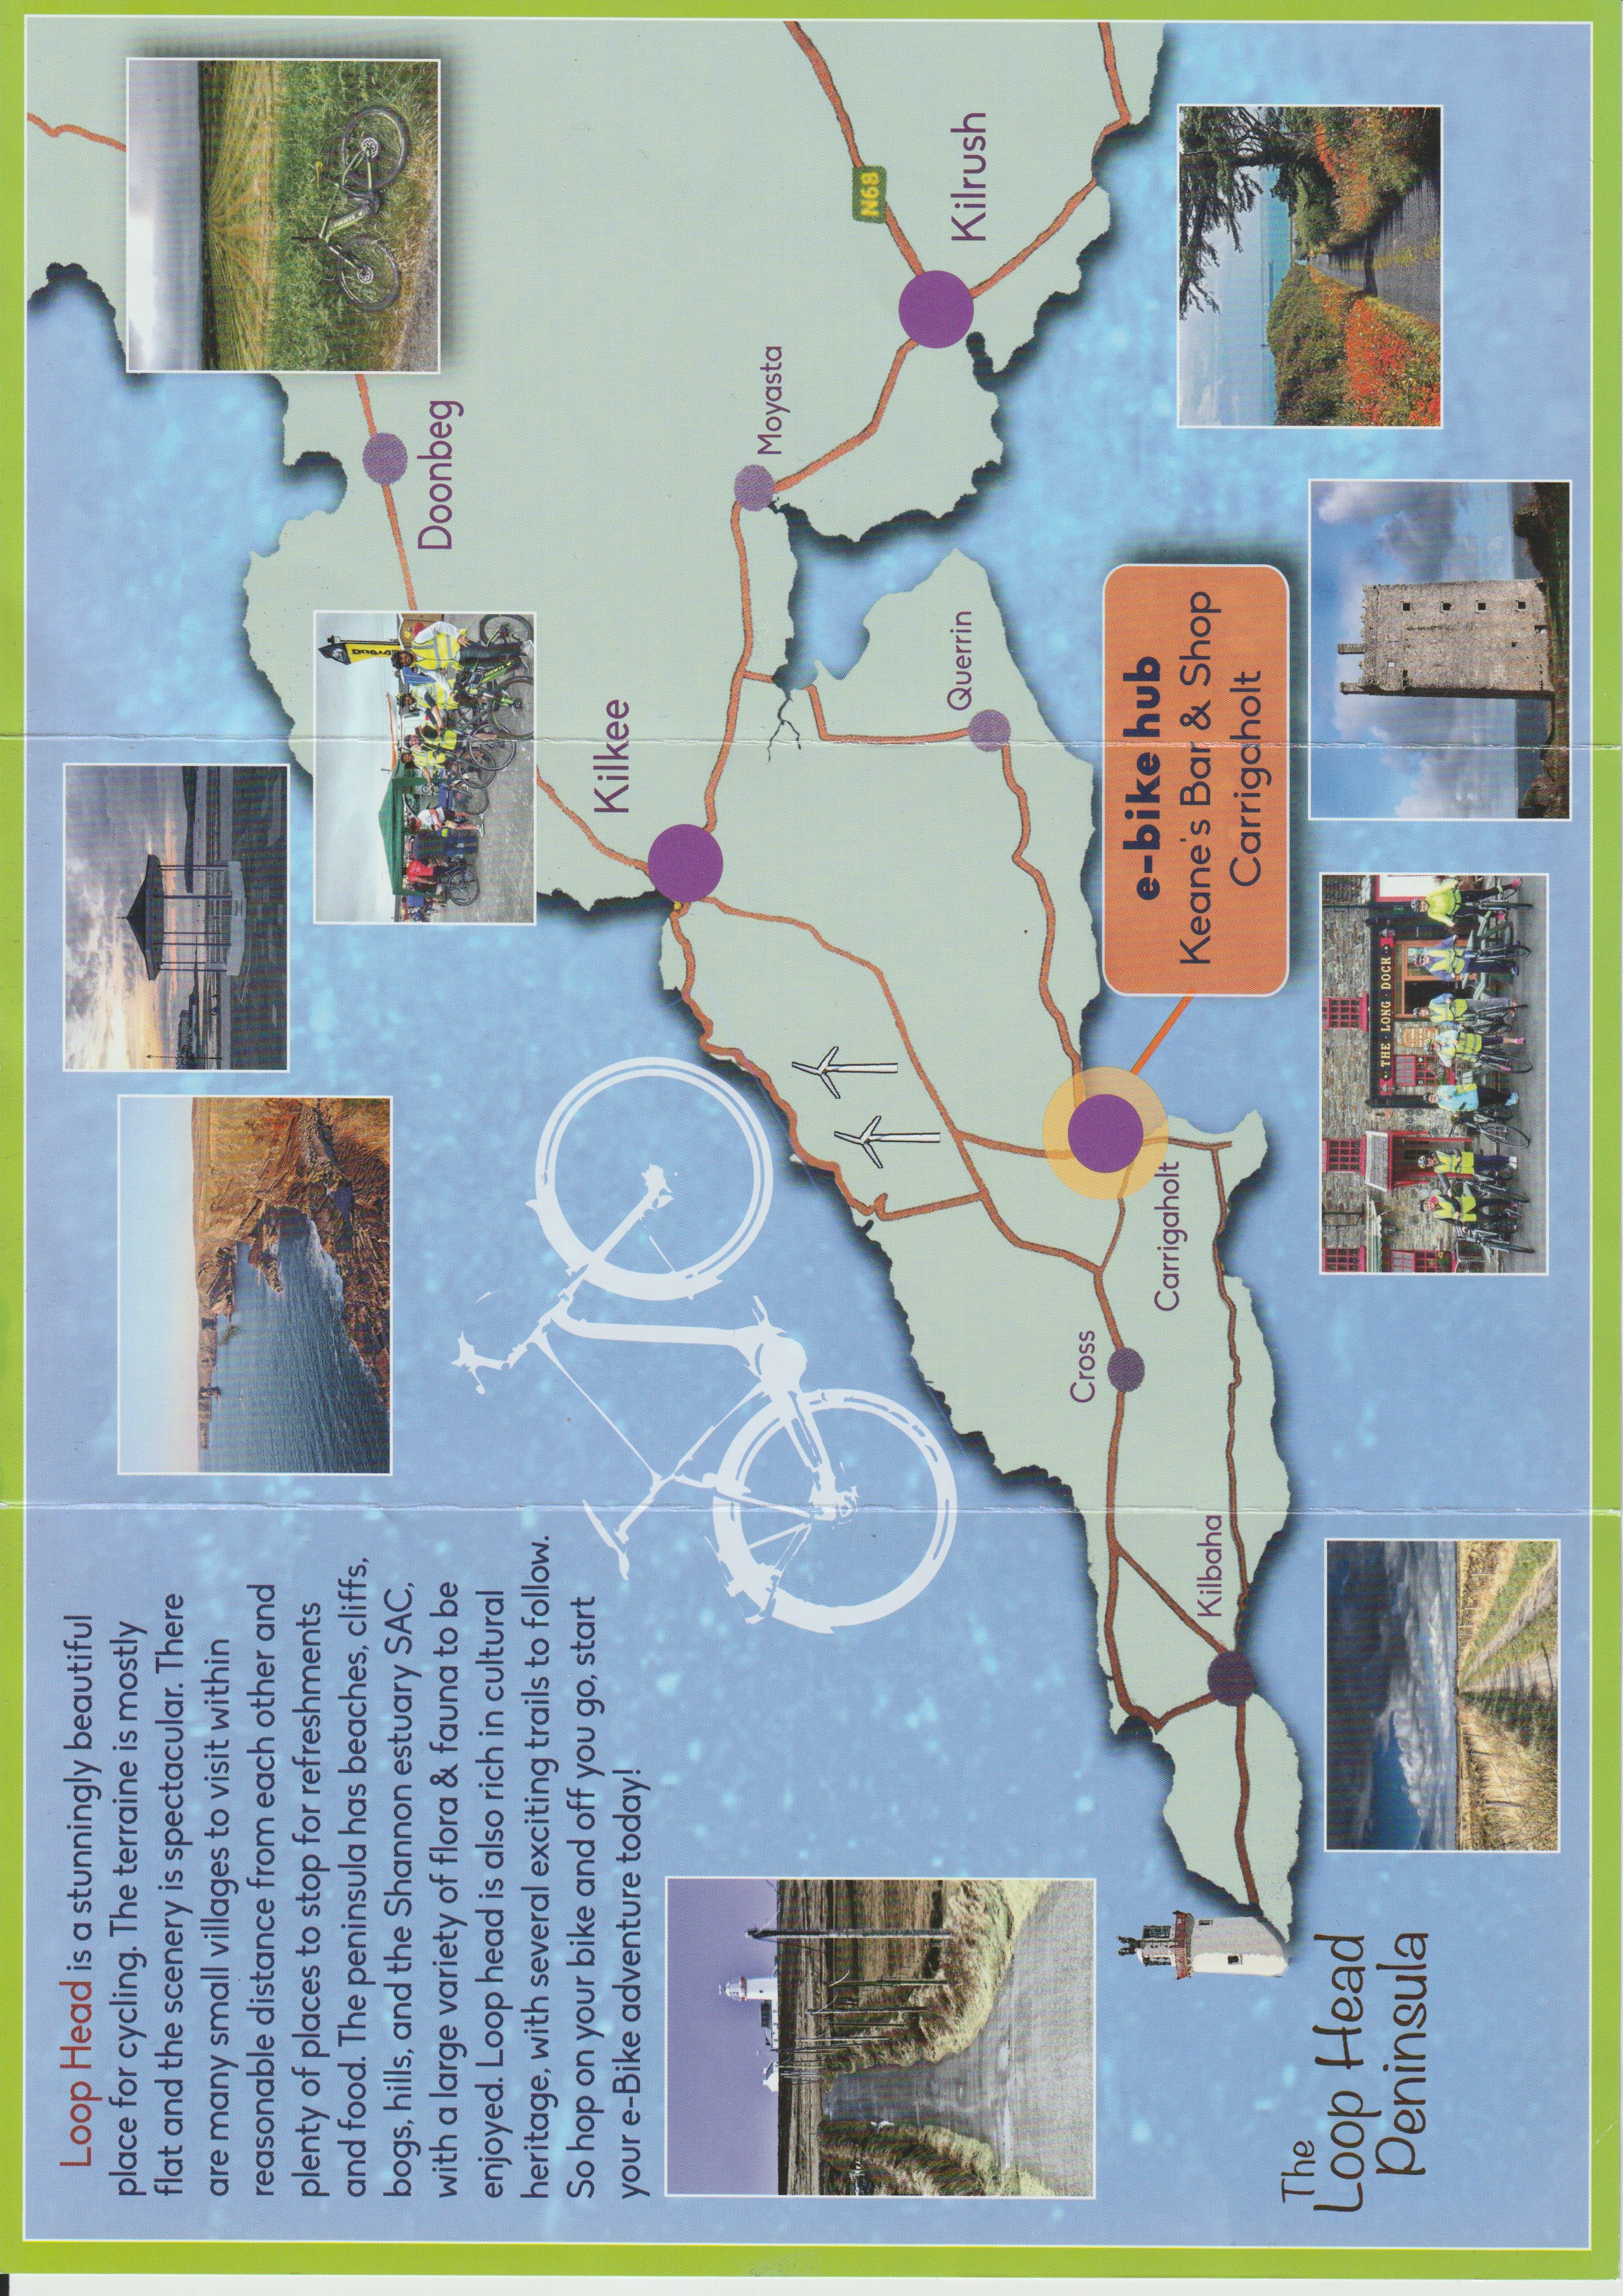 Loop Head is a stunningly beautiful
place for cycling. The terraine is mostly
flat and the scenery is spectacular. There
are many small villages to visit within
reasonable distance from each other and
plenty of places to stop for refreshments
and food. The peninsula has beaches, cliffs,
bogs, hills, and the Shannon estuary SAC,
with a large variety of flora & fauna to be
enjoyed. Loop head is also rich in cultural
heritage, with several exciting trails to follow.
So hop on your bike and off you go, start
your e-Bike adventure today!
Doonbeg
Kilkee
Moyasta
N68
Kilrush
Querrin
Cross
Carrigaholt
Kilbaha
e-bike hub
Keane's Bar & Shop
Carrigaholt
The
Loop Head
Peninsula
THE LONG DOCK